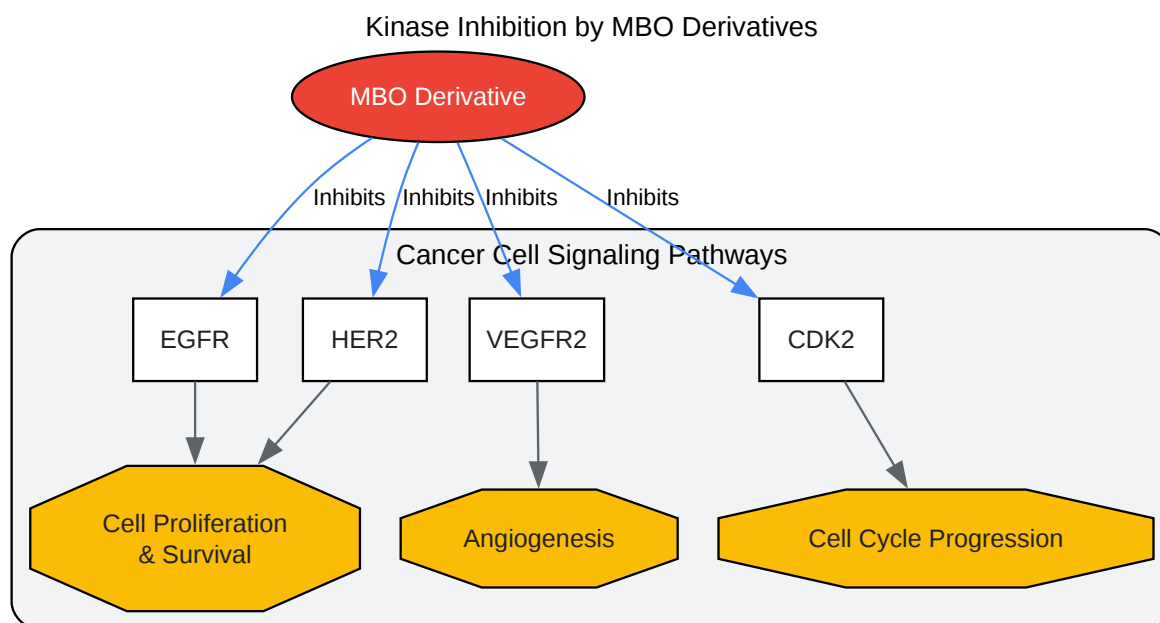 Kinase Inhibition by MBO Derivatives
MBO Derivative
Inhibits
Inhibits
Inhibits
Inhibits
Cancer Cell Signaling Pathways
EGFR
HER2
VEGFR2
CDK2
Cell Proliferation
& Survival
Angiogenesis
Cell Cycle Progression